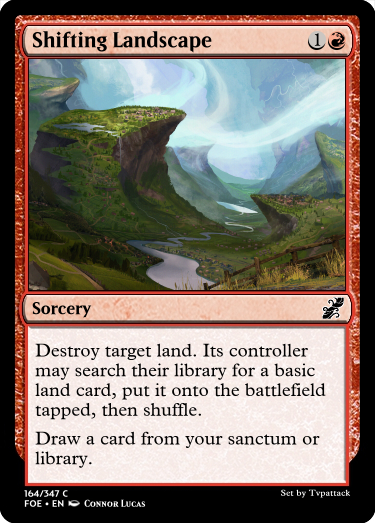 Shifting Landscape 1
Sorcery
Destroy target land. Its controller
may search their library for a basic
land card, put it onto the battlefield
tapped, then shuffle.
Draw a card from your sanctum or
library.
164/347 C
FOE • EN Connor Lucas
Set by Tvpattack